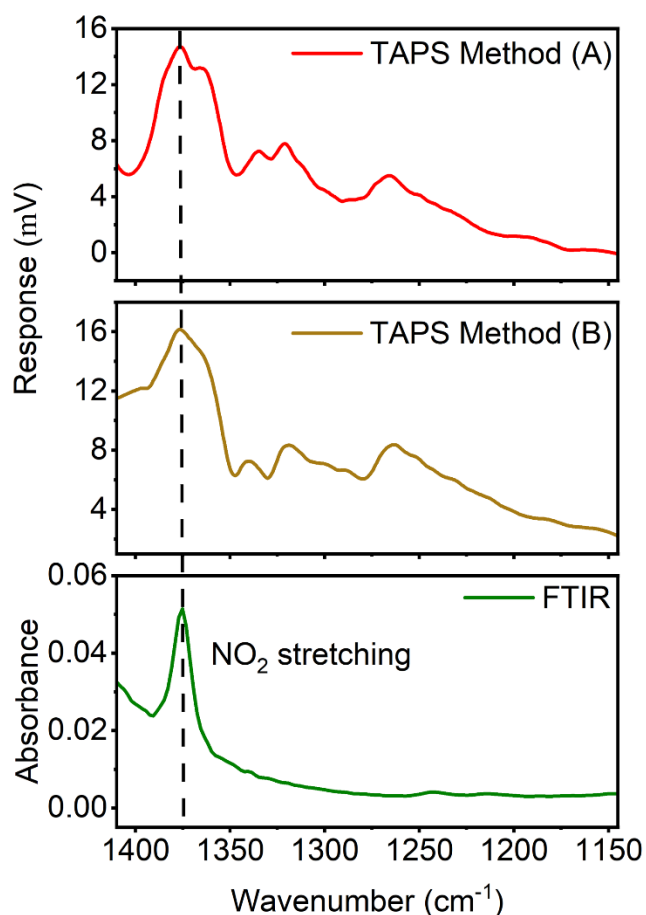 16
TAPS Method (A)
12
8
4
0
16
TAPS Method (B)
12
8
4
Response (mV)
0.06
FTIR
0.04
NO₂ stretching
0.02
0.00
Absorbance
1400 1350 1300 1250 1200 1150
Wavenumber (cm⁻¹)